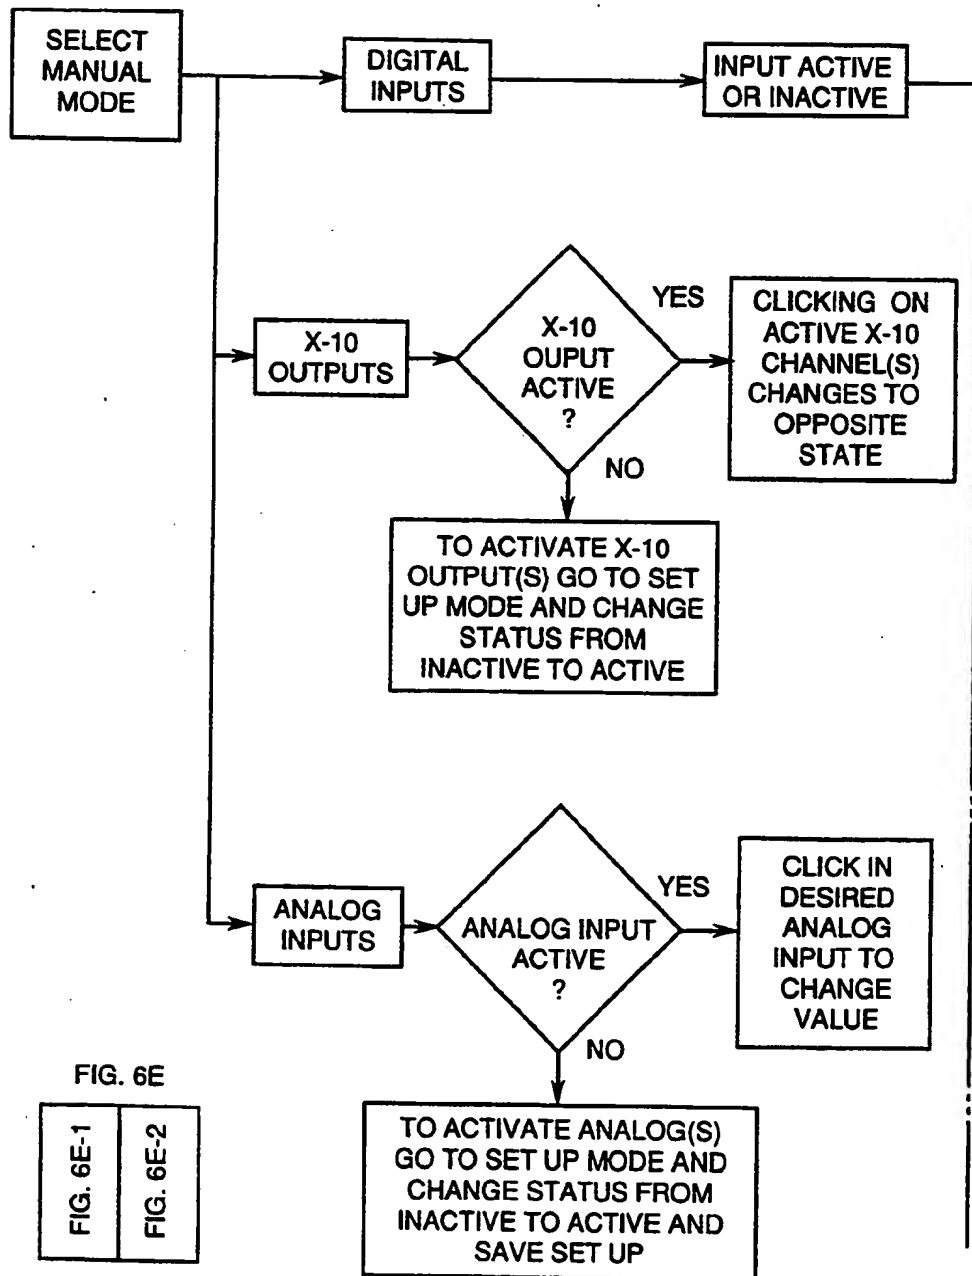 SELECT
MANUAL
MODE
DIGITAL
INPUTS
INPUT ACTIVE
OR INACTIVE
X-10
OUTPUTS
X-10
OUPUT
ACTIVE
?
YES
CLICKING ON
ACTIVE X-10
CHANNEL(S)
CHANGES TO
OPPOSITE
STATE
NO
TO ACTIVATE X-10
OUTPUT(S) GO TO SET
UP MODE AND CHANGE
STATUS FROM
INACTIVE TO ACTIVE
ANALOG
INPUTS
ANALOG INPUT
ACTIVE
?
YES
CLICK IN
DESIRED
ANALOG
INPUT TO
CHANGE
VALUE
NO
TO ACTIVATE ANALOG(S)
GO TO SET UP MODE AND
CHANGE STATUS FROM
INACTIVE TO ACTIVE AND
SAVE SET UP
FIG. 6E
FIG. 6E-1
FIG. 6E-2